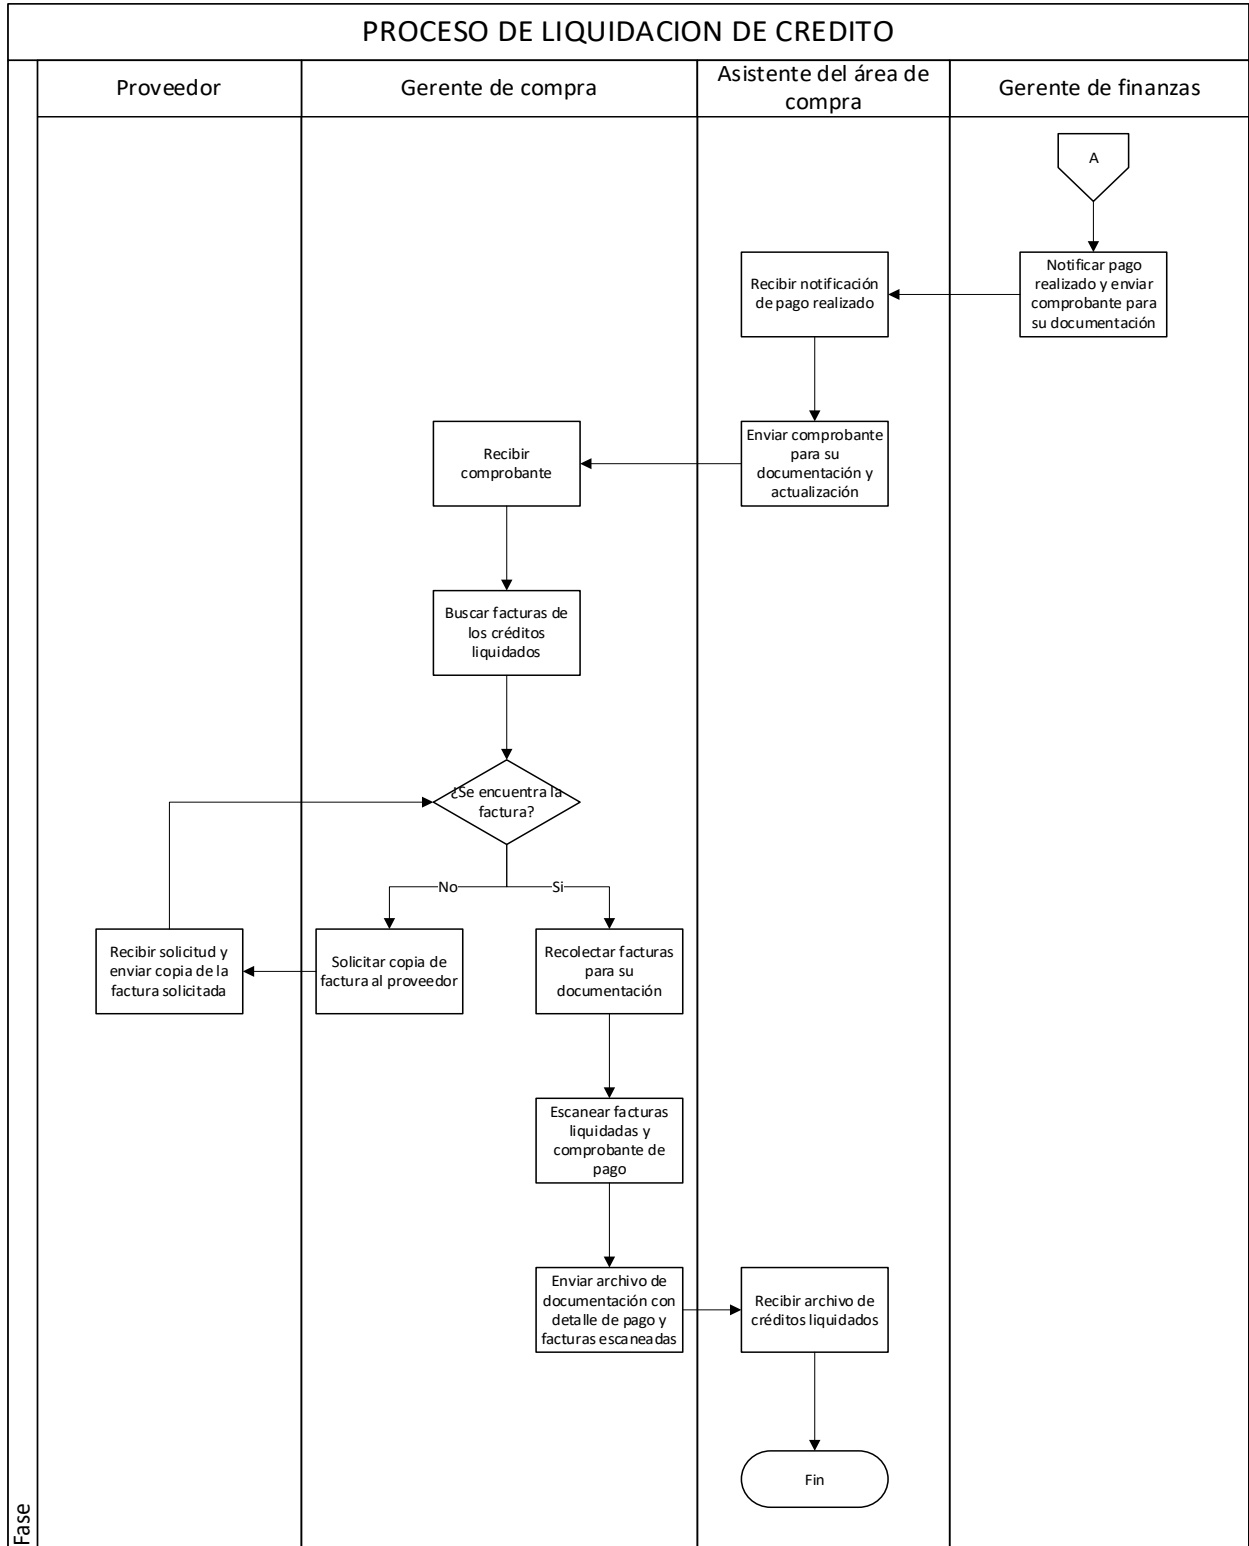 PROCESO DE LIQUIDACION DE CREDITO
Proveedor
Gerente de compra
Asistente del área de
compra
Gerente de finanzas
A
Notificar pago
realizado y enviar
comprobante para
su documentación
Recibir notificación
de pago realizado
Enviar comprobante
para su
documentación y
actualización
Recibir
comprobante
Buscar facturas de
los créditos
liquidados
¿Se encuentra la
factura?
No
Si
Recibir solicitud y
enviar copia de la
factura solicitada
Solicitar copia de
factura al proveedor
Recolectar facturas
para su
documentación
Escanear facturas
liquidadas y
comprobante de
pago
Enviar archivo de
documentación con
detalle de pago y
facturas escaneadas
Recibir archivo de
créditos liquidados
Fin
Fase